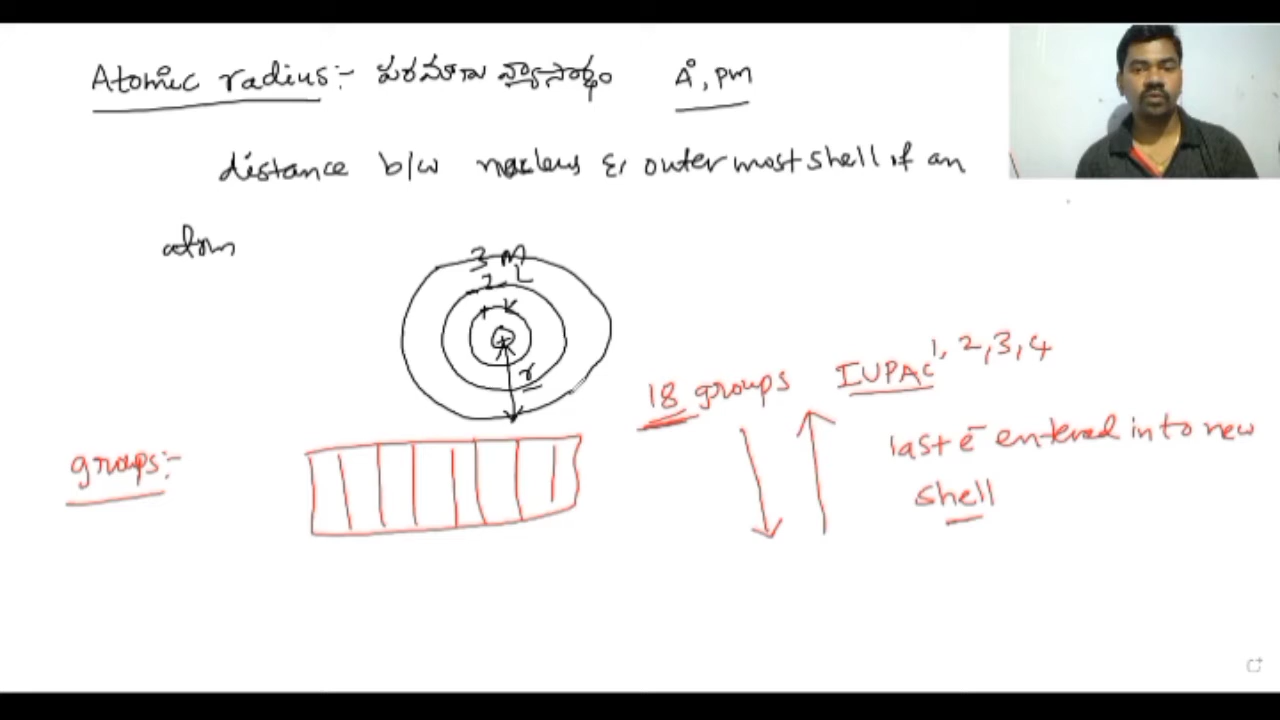 Atomic radius:- పరమాణు వ్యాసార్థం A°, pm
distance b/w nucleus & outer most shell of an
atom
3 M
2 L
1 K
+
r
18 groups IUPAC 1, 2, 3, 4
groups:-
last e⁻ entered into new
shell